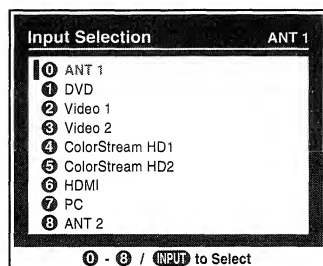 Input Selection ANT 1
0 ANT 1
1 DVD
2 Video 1
3 Video 2
4 ColorStream HD1
5 ColorStream HD2
6 HDMI
7 PC
8 ANT 2
0 - 8 / INPUT to Select